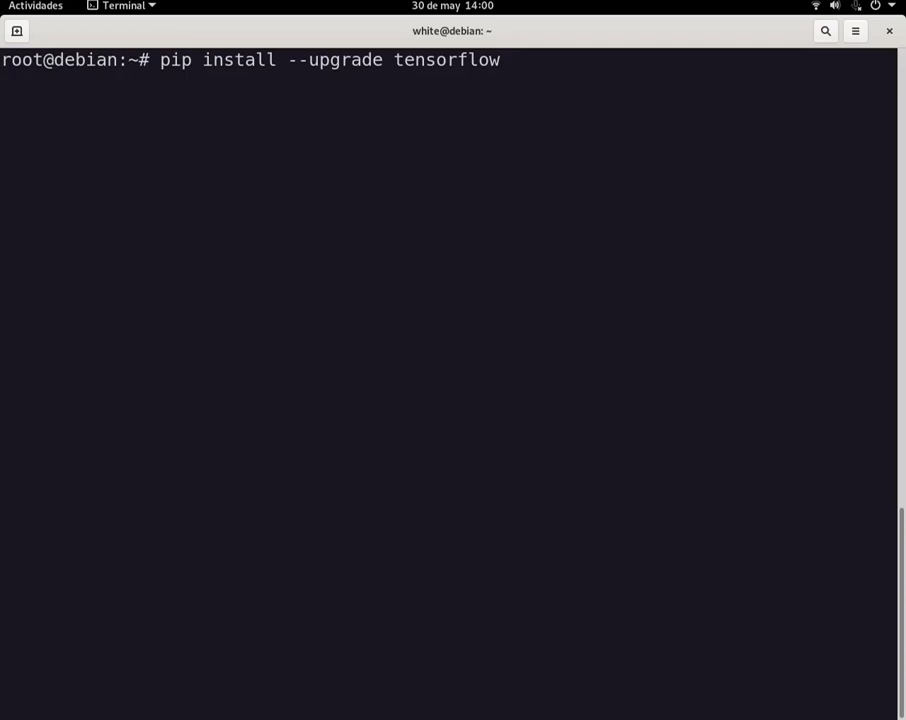 Actividades Terminal 30 de may 14:00
white@debian: ~
root@debian:~# pip install --upgrade tensorflow